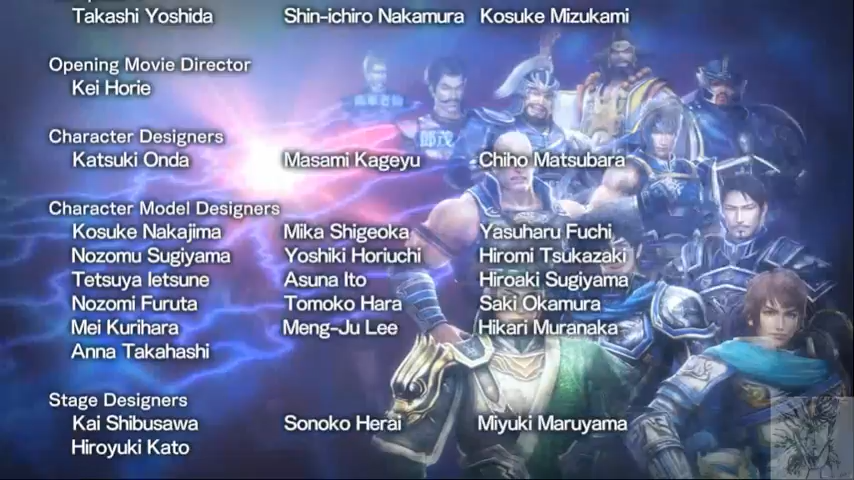 Takashi Yoshida Shin-ichiro Nakamura Kosuke Mizukami
Opening Movie Director
Kei Horie
Character Designers
Katsuki Onda Masami Kageyu Chiho Matsubara
Character Model Designers
Kosuke Nakajima Mika Shigeoka Yasuharu Fuchi
Nozomu Sugiyama Yoshiki Horiuchi Hiromi Tsukazaki
Tetsuya Ietsune Asuna Ito Hiroaki Sugiyama
Nozomi Furuta Tomoko Hara Saki Okamura
Mei Kurihara Meng-Ju Lee Hikari Muranaka
Anna Takahashi
Stage Designers
Kai Shibusawa Sonoko Herai Miyuki Maruyama
Hiroyuki Kato